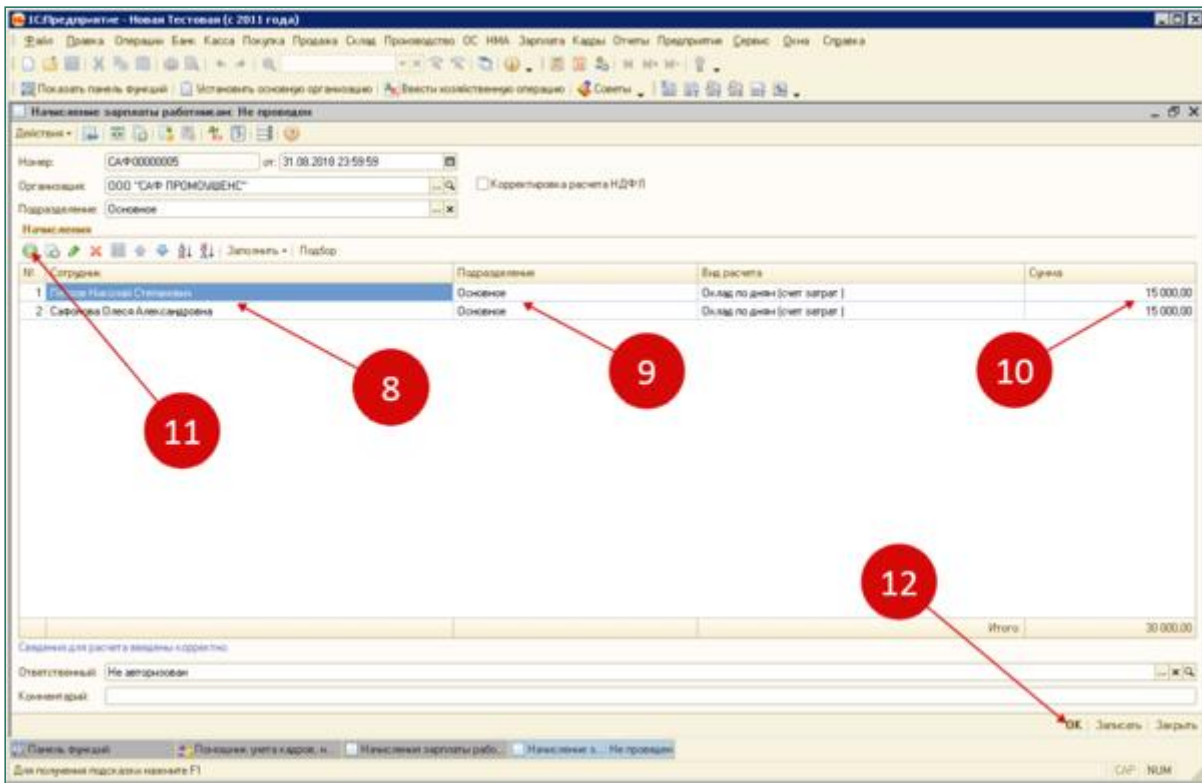 1С:Предприятие - Новая Тестовая (с 2011 года)
Файл Правка Операции Банк Касса Покупка Продажа Склад Производство ОС НМА Зарплата Кадры Отчеты Предприятие Сервис Окна Справка
Показать панель функций Установить основную организацию Ввести хозяйственную операцию Советы
Начисление зарплаты работникам: Не проведен
Действия
Номер: САФ00000005 от: 31.08.2018 23:59:59
Организация: ООО "САФ ПРОМОУШЕНС" Корректировка расчета НДФЛ
Подразделение: Основное
Начисления
Заполнить Подбор
№ Сотрудник Подразделение Вид расчета Сумма
1 Николай Степанович Основное Оклад по дням (счет затрат ) 15 000,00
2 Сафонова Олеся Александровна Основное Оклад по дням (счет затрат ) 15 000,00
8
9
10
11
12
Итого 30 000,00
Сведения для расчета введены корректно
Ответственный: Не авторизован
Комментарий:
OK Записать Закрыть
Панель функций Помощник учета кадров, н... Начисления зарплаты рабо... Начисление з... Не проведен
Для получения подсказки нажмите F1 CAP NUM